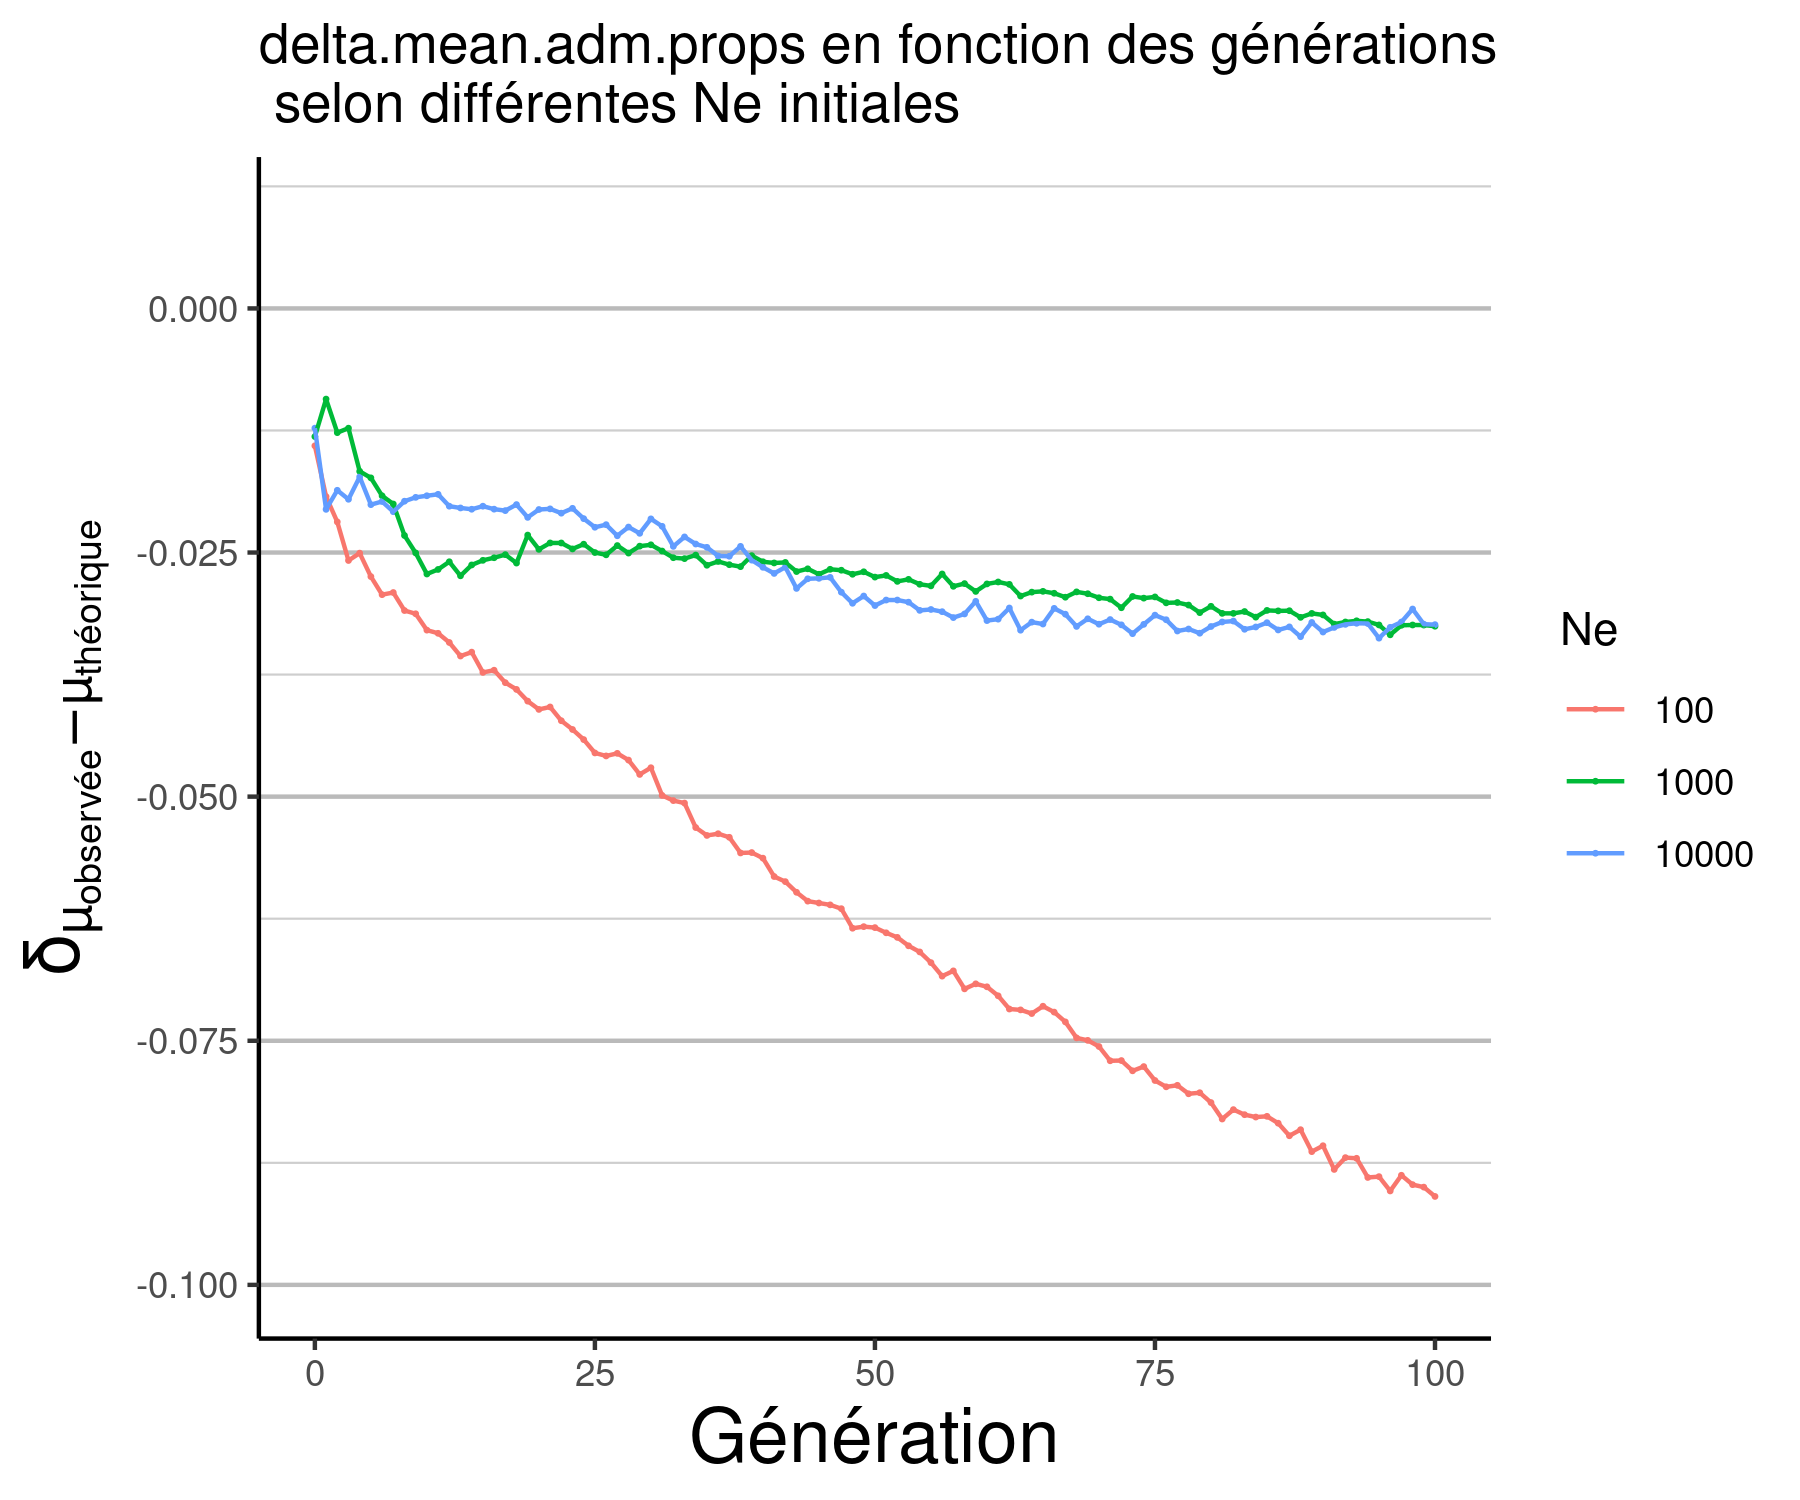 delta.mean.adm.props en fonction des générations
selon différentes Ne initiales
δμobservée−μthéorique
0.000
-0.025
-0.050
-0.075
-0.100
0 25 50 75 100
Génération
Ne
100
1000
10000